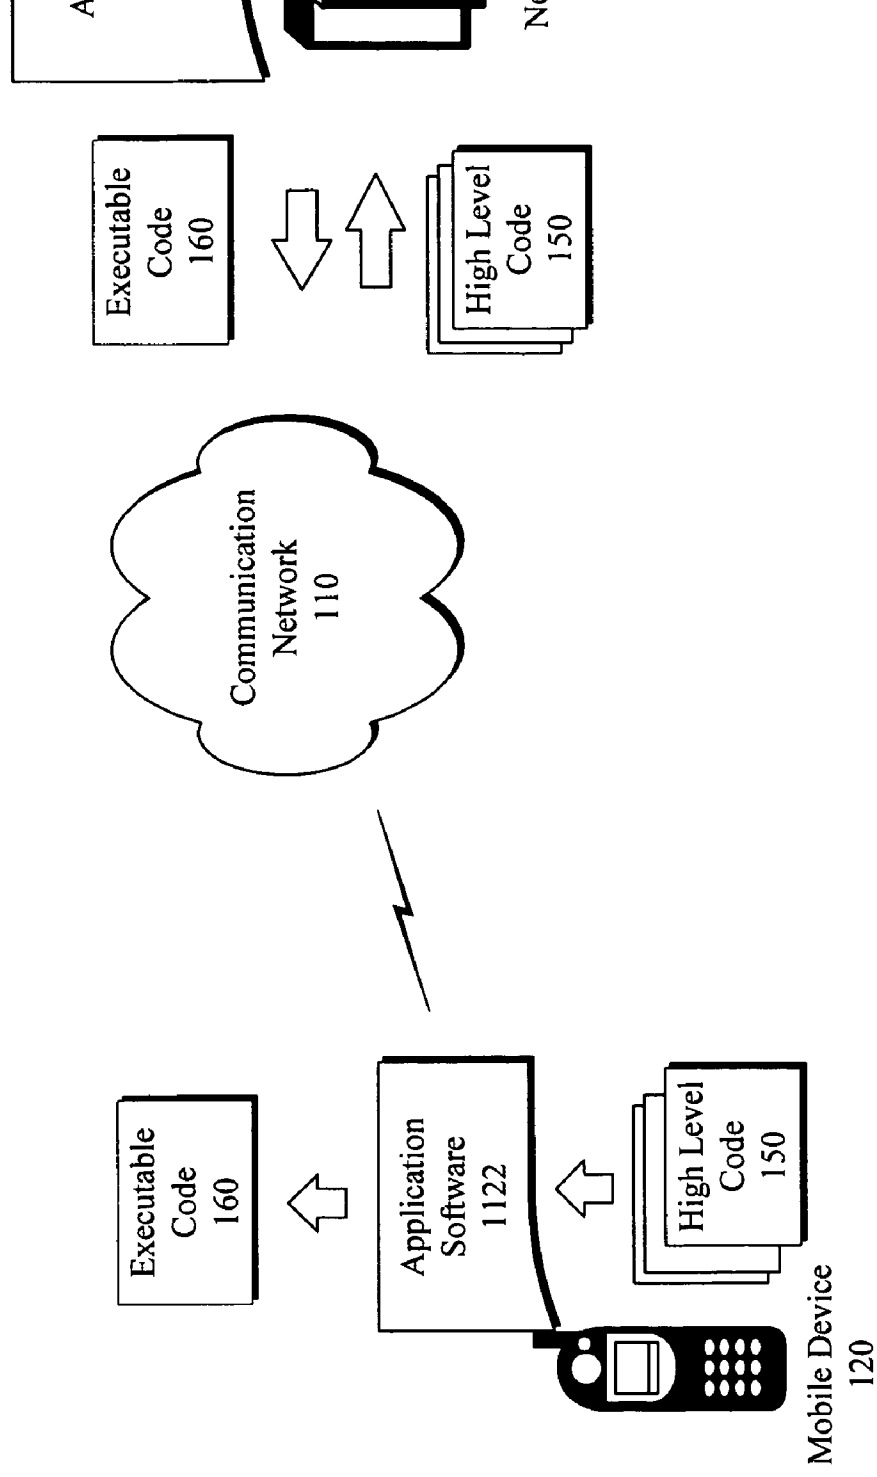 Executable
Code
160
Application
Software
1122
High Level
Code
150
Mobile Device
120
Communication
Network
110
Executable
Code
160
High Level
Code
150